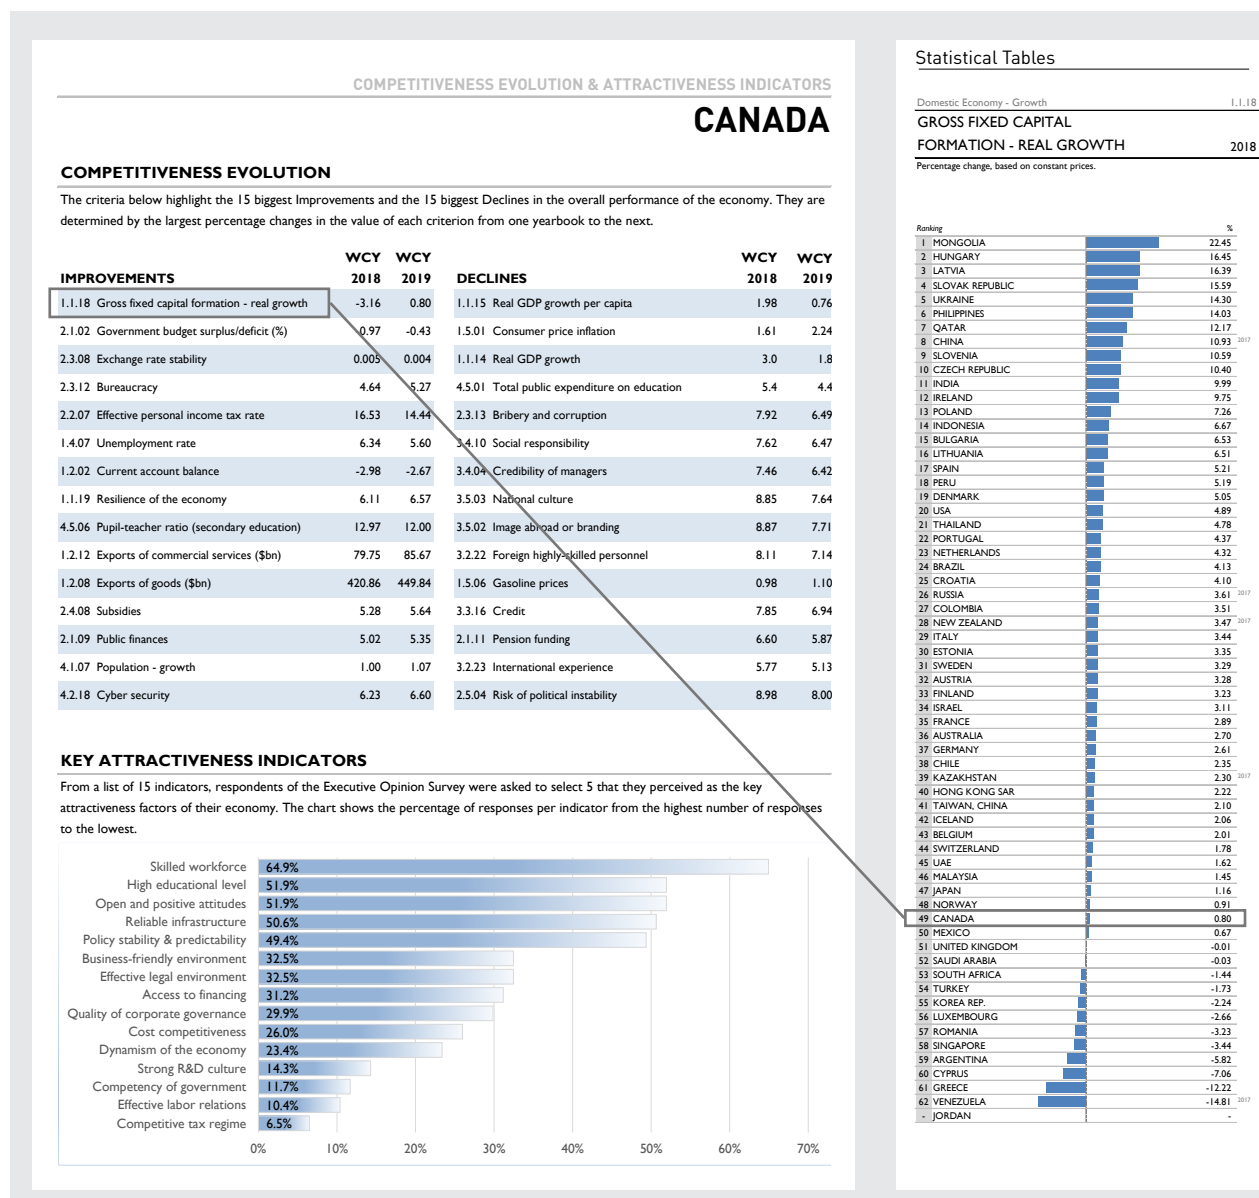 COMPETITIVENESS EVOLUTION & ATTRACTIVENESS INDICATORS
CANADA
COMPETITIVENESS EVOLUTION
The criteria below highlight the 15 biggest Improvements and the 15 biggest Declines in the overall performance of the economy. They are
determined by the largest percentage changes in the value of each criterion from one yearbook to the next.
WCY WCY
IMPROVEMENTS 2018 2019
1.1.18 Gross fixed capital formation - real growth -3.16 0.80
2.1.02 Government budget surplus/deficit (%) -0.97 -0.43
2.3.08 Exchange rate stability 0.005 0.004
2.3.12 Bureaucracy 4.64 5.27
2.2.07 Effective personal income tax rate 16.53 14.44
1.4.07 Unemployment rate 6.34 5.60
1.2.02 Current account balance -2.98 -2.67
1.1.19 Resilience of the economy 6.11 6.57
4.5.06 Pupil-teacher ratio (secondary education) 12.97 12.00
1.2.12 Exports of commercial services ($bn) 79.75 85.67
1.2.08 Exports of goods ($bn) 420.86 449.84
2.4.08 Subsidies 5.28 5.64
2.1.09 Public finances 5.02 5.35
4.1.07 Population - growth 1.00 1.07
4.2.18 Cyber security 6.23 6.60
WCY WCY
DECLINES 2018 2019
1.1.15 Real GDP growth per capita 1.98 0.76
1.5.01 Consumer price inflation 1.61 2.24
1.1.14 Real GDP growth 3.0 1.8
4.5.01 Total public expenditure on education 5.4 4.4
2.3.13 Bribery and corruption 7.92 6.49
3.4.10 Social responsibility 7.62 6.47
3.4.04 Credibility of managers 7.46 6.42
3.5.03 National culture 8.85 7.64
3.5.02 Image abroad or branding 8.87 7.71
3.2.22 Foreign highly-skilled personnel 8.11 7.14
1.5.06 Gasoline prices 0.98 1.10
3.3.16 Credit 7.85 6.94
2.1.11 Pension funding 6.60 5.87
3.2.23 International experience 5.77 5.13
2.5.04 Risk of political instability 8.98 8.00
KEY ATTRACTIVENESS INDICATORS
From a list of 15 indicators, respondents of the Executive Opinion Survey were asked to select 5 that they perceived as the key
attractiveness factors of their economy. The chart shows the percentage of responses per indicator from the highest number of responses
to the lowest.
Skilled workforce 64.9%
High educational level 51.9%
Open and positive attitudes 51.9%
Reliable infrastructure 50.6%
Policy stability & predictability 49.4%
Business-friendly environment 32.5%
Effective legal environment 32.5%
Access to financing 31.2%
Quality of corporate governance 29.9%
Cost competitiveness 26.0%
Dynamism of the economy 23.4%
Strong R&D culture 14.3%
Competency of government 11.7%
Effective labor relations 10.4%
Competitive tax regime 6.5%
0% 10% 20% 30% 40% 50% 60% 70%
Statistical Tables
Domestic Economy - Growth 1.1.18
GROSS FIXED CAPITAL
FORMATION - REAL GROWTH 2018
Percentage change, based on constant prices.
Ranking %
1 MONGOLIA 22.45
2 HUNGARY 16.45
3 LATVIA 16.39
4 SLOVAK REPUBLIC 15.59
5 UKRAINE 14.30
6 PHILIPPINES 14.03
7 QATAR 12.17
8 CHINA 10.93 2017
9 SLOVENIA 10.59
10 CZECH REPUBLIC 10.40
11 INDIA 9.99
12 IRELAND 9.75
13 POLAND 7.26
14 INDONESIA 6.67
15 BULGARIA 6.53
16 LITHUANIA 6.51
17 SPAIN 5.21
18 PERU 5.19
19 DENMARK 5.05
20 USA 4.89
21 THAILAND 4.78
22 PORTUGAL 4.37
23 NETHERLANDS 4.32
24 BRAZIL 4.13
25 CROATIA 4.10
26 RUSSIA 3.61 2017
27 COLOMBIA 3.51
28 NEW ZEALAND 3.47 2017
29 ITALY 3.44
30 ESTONIA 3.35
31 SWEDEN 3.29
32 AUSTRIA 3.28
33 FINLAND 3.23
34 ISRAEL 3.11
35 FRANCE 2.89
36 AUSTRALIA 2.70
37 GERMANY 2.61
38 CHILE 2.35
39 KAZAKHSTAN 2.30 2017
40 HONG KONG SAR 2.22
41 TAIWAN, CHINA 2.10
42 ICELAND 2.06
43 BELGIUM 2.01
44 SWITZERLAND 1.78
45 UAE 1.62
46 MALAYSIA 1.45
47 JAPAN 1.16
48 NORWAY 0.91
49 CANADA 0.80
50 MEXICO 0.67
51 UNITED KINGDOM -0.01
52 SAUDI ARABIA -0.03
53 SOUTH AFRICA -1.44
54 TURKEY -1.73
55 KOREA REP. -2.24
56 LUXEMBOURG -2.66
57 ROMANIA -3.23
58 SINGAPORE -3.44
59 ARGENTINA -5.82
60 CYPRUS -7.06
61 GREECE -12.22
62 VENEZUELA -14.81 2017
- JORDAN -